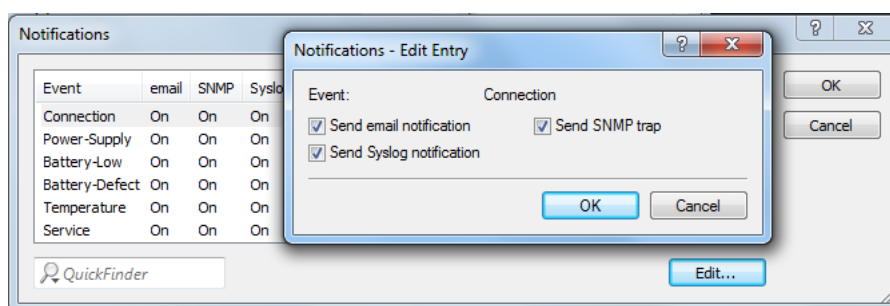 Notifications
Event email SNMP Syslo
Connection On On On
Power-Supply On On On
Battery-Low On On On
Battery-Defect On On On
Temperature On On On
Service On On On
QuickFinder
Edit...
OK
Cancel
Notifications - Edit Entry
Event: Connection
Send email notification Send SNMP trap
Send Syslog notification
OK Cancel